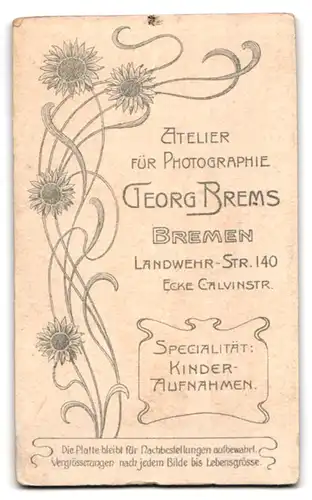 ATELIER
FÜR PHOTOGRAPHIE
GEORG BREMS
BREMEN
LANDWEHR-STR. 140
ECKE CALVINSTR.
SPECIALITÄT:
KINDER-
AUFNAHMEN.
Die Platte bleibt für Nachbestellungen aufbewahrt.
Vergrösserungen nach jedem Bilde bis Lebensgrösse.